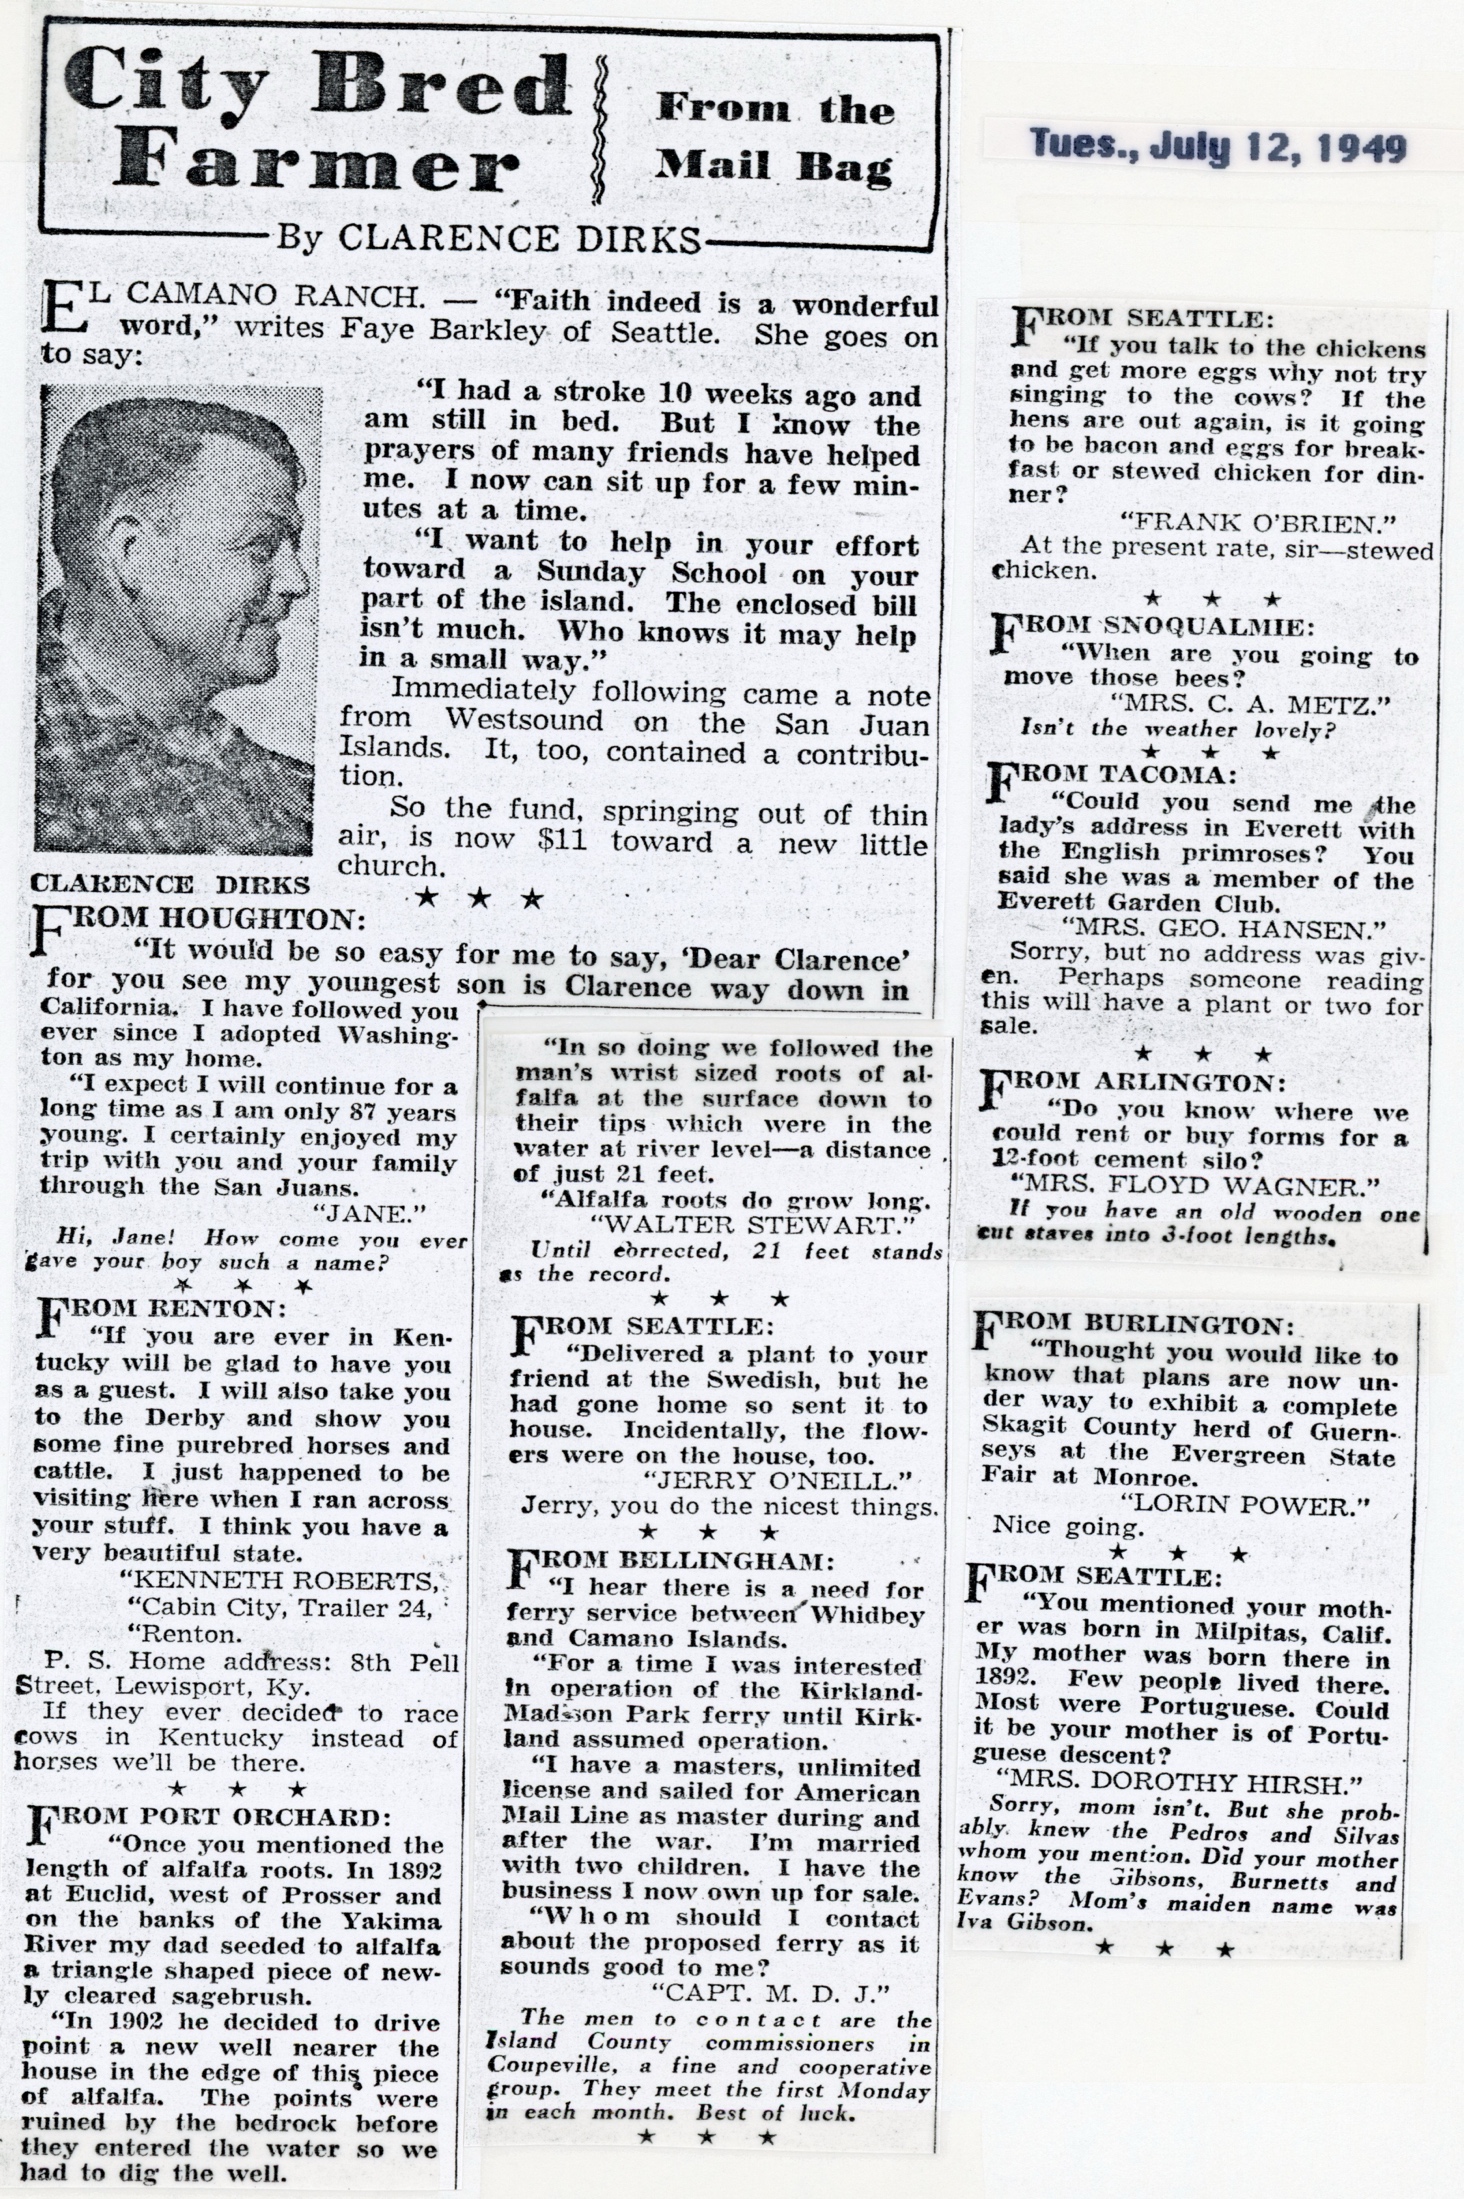 City Bred
Farmer
From the
Mail Bag
By CLARENCE DIRKS
Tues., July 12, 1949
EL CAMANO RANCH. — “Faith indeed is a wonderful
word,” writes Faye Barkley of Seattle. She goes on
to say:
“I had a stroke 10 weeks ago and
am still in bed. But I know the
prayers of many friends have helped
me. I now can sit up for a few min-
utes at a time.
“I want to help in your effort
toward a Sunday School on your
part of the island. The enclosed bill
isn’t much. Who knows it may help
in a small way.”
Immediately following came a note
from Westsound on the San Juan
Islands. It, too, contained a contribu-
tion.
So the fund, springing out of thin
air, is now $11 toward a new little
church.
CLARENCE DIRKS
★ ★ ★
FROM HOUGHTON:
“It would be so easy for me to say, ‘Dear Clarence’
for you see my youngest son is Clarence way down in
California. I have followed you
ever since I adopted Washing-
ton as my home.
“I expect I will continue for a
long time as I am only 87 years
young. I certainly enjoyed my
trip with you and your family
through the San Juans.
“JANE.”
Hi, Jane! How come you ever
gave your boy such a name?
★ ★ ★
FROM RENTON:
“If you are ever in Ken-
tucky will be glad to have you
as a guest. I will also take you
to the Derby and show you
some fine purebred horses and
cattle. I just happened to be
visiting here when I ran across
your stuff. I think you have a
very beautiful state.
“KENNETH ROBERTS,
“Cabin City, Trailer 24,
“Renton.
P. S. Home address: 8th Pell
Street, Lewisport, Ky.
If they ever decided to race
cows in Kentucky instead of
horses we’ll be there.
★ ★ ★
FROM PORT ORCHARD:
“Once you mentioned the
length of alfalfa roots. In 1892
at Euclid, west of Prosser and
on the banks of the Yakima
River my dad seeded to alfalfa
a triangle shaped piece of new-
ly cleared sagebrush.
“In 1902 he decided to drive
point a new well nearer the
house in the edge of this piece
of alfalfa. The points were
ruined by the bedrock before
they entered the water so we
had to dig the well.
“In so doing we followed the
man’s wrist sized roots of al-
falfa at the surface down to
their tips which were in the
water at river level—a distance
of just 21 feet.
“Alfalfa roots do grow long.
“WALTER STEWART.”
Until corrected, 21 feet stands
as the record.
★ ★ ★
FROM SEATTLE:
“Delivered a plant to your
friend at the Swedish, but he
had gone home so sent it to
house. Incidentally, the flow-
ers were on the house, too.
“JERRY O’NEILL.”
Jerry, you do the nicest things.
★ ★ ★
FROM BELLINGHAM:
“I hear there is a need for
ferry service between Whidbey
and Camano Islands.
“For a time I was interested
in operation of the Kirkland-
Madison Park ferry until Kirk-
land assumed operation.
“I have a masters, unlimited
license and sailed for American
Mail Line as master during and
after the war. I’m married
with two children. I have the
business I now own up for sale.
“Whom should I contact
about the proposed ferry as it
sounds good to me?
“CAPT. M. D. J.”
The men to contact are the
Island County commissioners in
Coupeville, a fine and cooperative
group. They meet the first Monday
in each month. Best of luck.
★ ★ ★
FROM SEATTLE:
“If you talk to the chickens
and get more eggs why not try
singing to the cows? If the
hens are out again, is it going
to be bacon and eggs for break-
fast or stewed chicken for din-
ner?
“FRANK O’BRIEN.”
At the present rate, sir—stewed
chicken.
★ ★ ★
FROM SNOQUALMIE:
“When are you going to
move those bees?
“MRS. C. A. METZ.”
Isn’t the weather lovely?
★ ★ ★
FROM TACOMA:
“Could you send me the
lady’s address in Everett with
the English primroses? You
said she was a member of the
Everett Garden Club.
“MRS. GEO. HANSEN.”
Sorry, but no address was giv-
en. Perhaps someone reading
this will have a plant or two for
sale.
★ ★ ★
FROM ARLINGTON:
“Do you know where we
could rent or buy forms for a
12-foot cement silo?
“MRS. FLOYD WAGNER.”
If you have an old wooden one
cut staves into 3-foot lengths.
FROM BURLINGTON:
“Thought you would like to
know that plans are now un-
der way to exhibit a complete
Skagit County herd of Guern-
seys at the Evergreen State
Fair at Monroe.
“LORIN POWER.”
Nice going.
★ ★ ★
FROM SEATTLE:
“You mentioned your moth-
er was born in Milpitas, Calif.
My mother was born there in
1892. Few people lived there.
Most were Portuguese. Could
it be your mother is of Portu-
guese descent?
“MRS. DOROTHY HIRSH.”
Sorry, mom isn’t. But she prob-
ably knew the Pedros and Silvas
whom you mention. Did your mother
know the Gibsons, Burnetts and
Evans? Mom’s maiden name was
Iva Gibson.
★ ★ ★